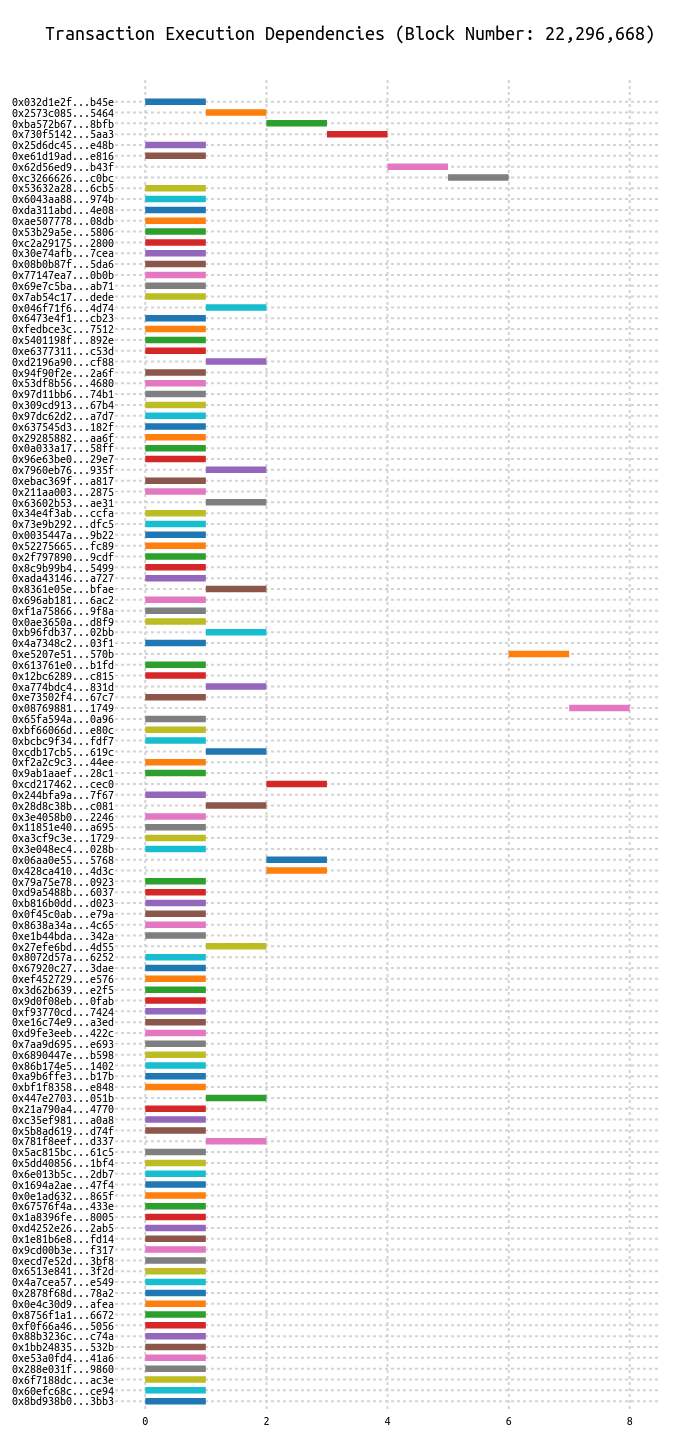 Transaction Execution Dependencies (Block Number: 22,296,668)
0x032d1e2f...b45e
0x2573c085...5464
0xba572b67...8bfb
0x730f5142...5aa3
0x25d6dc45...e48b
0xe61d19ad...e816
0x62d56ed9...b43f
0xc3266626...c0bc
0x53632a28...6cb5
0x6043aa88...974b
0xda311abd...4e08
0xae507778...08db
0x53b29a5e...5806
0xc2a29175...2800
0x30e74afb...7cea
0x08b0b87f...5da6
0x77147ea7...0b0b
0x69e7c5ba...ab71
0x7ab54c17...dede
0x046f71f6...4d74
0x6473e4f1...cb23
0xfedbce3c...7512
0x5401198f...892e
0xe6377311...c53d
0xd2196a90...cf88
0x94f90f2e...2a6f
0x53df8b56...4680
0x97d11bb6...74b1
0x309cd913...67b4
0x97dc62d2...a7d7
0x637545d3...182f
0x29285882...aa6f
0x0a033a17...58ff
0x96e63be0...29e7
0x7960eb76...935f
0xebac369f...a817
0x211aa003...2875
0x63602b53...ae31
0x34e4f3ab...ccfa
0x73e9b292...dfc5
0x0035447a...9b22
0x52275665...fc89
0x2f797890...9cdf
0x8c9b99b4...5499
0xada43146...a727
0x8361e05e...bfae
0x696ab181...6ac2
0xf1a75866...9f8a
0x0ae3650a...d8f9
0xb96fdb37...02bb
0x4a7348c2...03f1
0xe5207e51...570b
0x613761e0...b1fd
0x12bc6289...c815
0xa774bdc4...831d
0xe73502f4...67c7
0x08769881...1749
0x65fa594a...0a96
0xbf66066d...e80c
0xbcbc9f34...fdf7
0xcdb17cb5...619c
0xf2a2c9c3...44ee
0x9ab1aaef...28c1
0xcd217462...cec0
0x244bfa9a...7f67
0x28d8c38b...c081
0x3e4058b0...2246
0x11851e40...a695
0xa3cf9c3e...1729
0x3e048ec4...028b
0x06aa0e55...5768
0x428ca410...4d3c
0x79a75e78...0923
0xd9a5488b...6037
0xb816b0dd...d023
0x0f45c0ab...e79a
0x8638a34a...4c65
0xe1b44bda...342a
0x27efe6bd...4d55
0x8072d57a...6252
0x67920c27...3dae
0xef452729...e576
0x3d62b639...e2f5
0x9d0f08eb...0fab
0xf93770cd...7424
0xe16c74e9...a3ed
0xd9fe3eeb...422c
0x7aa9d695...e693
0x6890447e...b598
0x86b174e5...1402
0xa9b6ffe3...b17b
0xbf1f8358...e848
0x447e2703...051b
0x21a790a4...4770
0xc35ef981...a0a8
0x5b8ad619...d74f
0x781f8eef...d337
0x5ac815bc...61c5
0x5dd40856...1bf4
0x6e013b5c...2db7
0x1694a2ae...47f4
0x0e1ad632...865f
0x67576f4a...433e
0x1a8396fe...8005
0xd4252e26...2ab5
0x1e81b6e8...fd14
0x9cd00b3e...f317
0xecd7e52d...3bf8
0x6513e841...3f2d
0x4a7cea57...e549
0x2878f68d...78a2
0x0e4c30d9...afea
0x8756f1a1...6672
0xf0f66a46...5056
0x88b3236c...c74a
0x1bb24835...532b
0xe53a0fd4...41a6
0x288e031f...9860
0x6f7188dc...ac3e
0x60efc68c...ce94
0x8bd938b0...3bb3
0 2 4 6 8